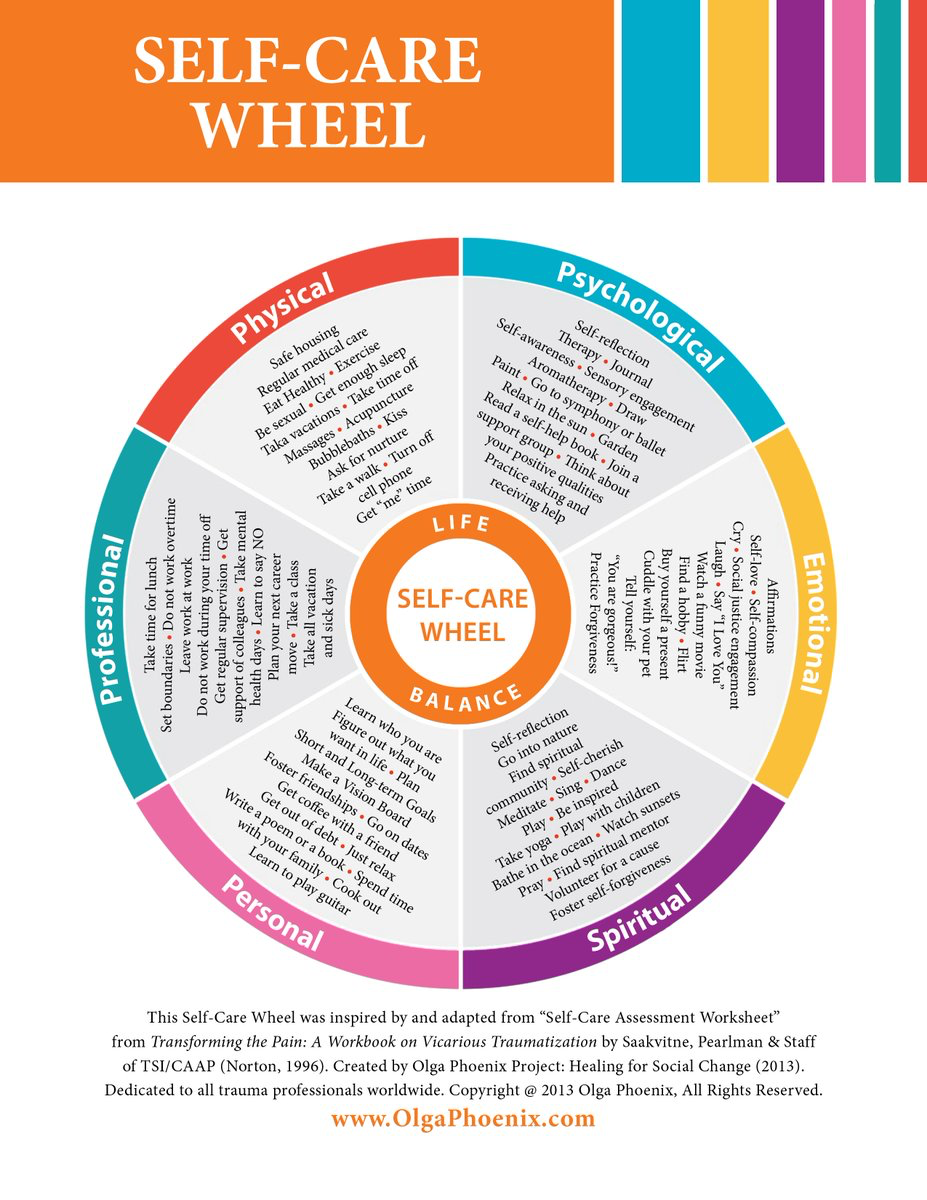 SELF-CARE
WHEEL
Physical
Safe housing
Regular medical care
Eat Healthy • Exercise
Be sexual • Get enough sleep
Taka vacations • Take time off
Massages • Acupuncture
Bubblebaths • Kiss
Ask for nurture
Take a walk • Turn off
cell phone
Get “me” time
Psychological
Self-reflection
Therapy • Journal
Self-awareness • Sensory engagement
Aromatherapy • Draw
Paint • Go to symphony or ballet
Relax in the sun • Garden
Read a self-help book • Join a
support group • Think about
your positive qualities
Practice asking and
receiving help
Emotional
Affirmations
Self-love • Self-compassion
Cry • Social justice engagement
Laugh • Say “I Love You”
Watch a funny movie
Find a hobby • Flirt
Buy yourself a present
Cuddle with your pet
Tell yourself:
“You are gorgeous!”
Practice Forgiveness
Spiritual
Self-reflection
Go into nature
Find spiritual
community • Self-cherish
Meditate • Sing • Dance
Play • Be inspired
Take yoga • Play with children
Bathe in the ocean • Watch sunsets
Pray • Find spiritual mentor
Volunteer for a cause
Foster self-forgiveness
Personal
Learn who you are
Figure out what you
want in life • Plan
Short and Long-term Goals
Make a Vision Board
Foster friendships • Go on dates
Get coffee with a friend
Get out of debt • Just relax
Write a poem or a book • Spend time
with your family • Cook out
Learn to play guitar
Professional
Take time for lunch
Set boundaries • Do not work overtime
Leave work at work
Do not work during your time off
Get regular supervision • Get
support of colleagues • Take mental
health days • Learn to say NO
Plan your next career
move • Take a class
Take all vacation
and sick days
LIFE
SELF-CARE
WHEEL
BALANCE
This Self-Care Wheel was inspired by and adapted from “Self-Care Assessment Worksheet”
from Transforming the Pain: A Workbook on Vicarious Traumatization by Saakvitne, Pearlman & Staff
of TSI/CAAP (Norton, 1996). Created by Olga Phoenix Project: Healing for Social Change (2013).
Dedicated to all trauma professionals worldwide. Copyright @ 2013 Olga Phoenix, All Rights Reserved.
www.OlgaPhoenix.com